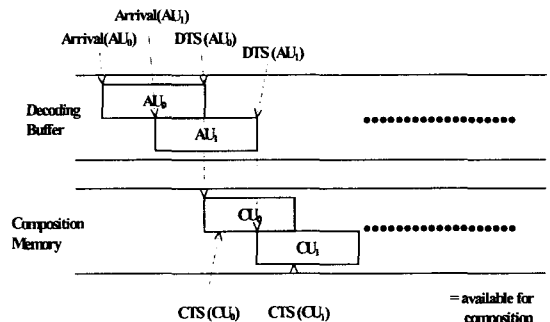 Arrival(AU₁)
Arrival(AU₀) DTS (AU₀)
DTS (AU₁)
Decoding
Buffer
AU₀
AU₁
Composition
Memory
CU₀
CU₁
CTS (CU₀) CTS (CU₁)
= available for
composition